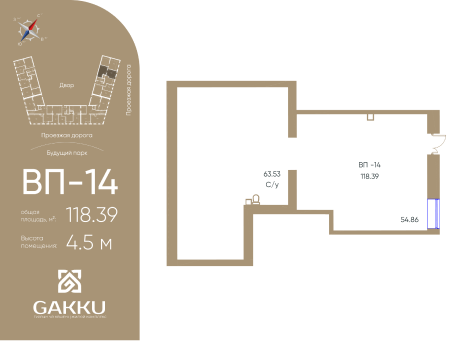 Двор
Проезжая дорога
Проезжая дорога
Будущий парк
ВП-14
общая
площадь, м²:
118.39
Высота
помещения:
4.5 м
GAKKU
63.53
С/у
ВП -14
118.39
54.86